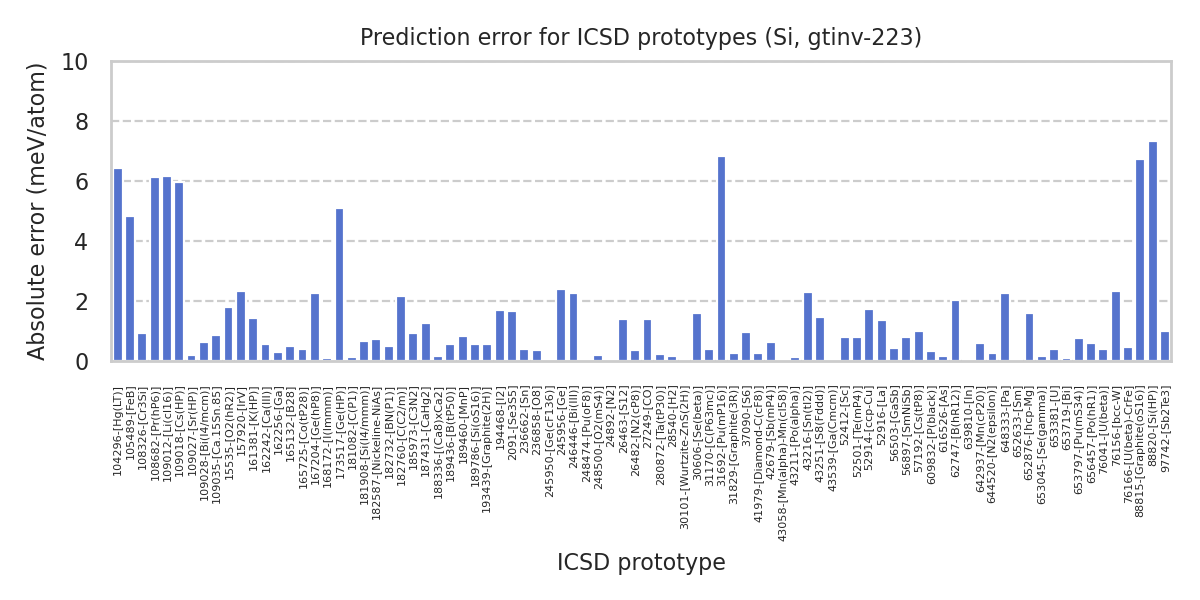 Prediction error for ICSD prototypes (Si, gtinv-223)
Absolute error (meV/atom)
10
8
6
4
2
0
104296-[Hg(LT)]
105489-[FeB]
108326-[Cr3Si]
108682-[Pr(hP6)]
109012-[Li(cI16)]
109018-[Cs(HP)]
109027-[Sr(HP)]
109028-[Bi(I4/mcm)]
109035-[Ca.15Sn.85]
15535-[O2(hR2)]
157920-[IrV]
161381-[K(HP)]
162242-[Ca(III)]
162256-[Ga]
165132-[B28]
165725-[Co(tP28)]
167204-[Ge(hP8)]
168172-[I(Immm)]
173517-[Ge(HP)]
181082-[C(P1)]
181908-[Si(I4/mmm)]
182587-[Nickeline-NiAs]
182732-[BN(P1)]
182760-[C(C2/m)]
185973-[C3N2]
187431-[CaHg2]
188336-[(Ca8)xCa2]
189436-[B(tP50)]
189460-[MnP]
189786-[Si(oS16)]
193439-[Graphite(2H)]
194468-[I2]
2091-[Se3S5]
236662-[Sn]
236858-[O8]
245950-[Ge(cF136)]
245956-[Ge]
246446-[Bi(III)]
248474-[Pu(oF8)]
248500-[O2(mS4)]
24892-[N2]
26463-[S12]
26482-[N2(cP8)]
272499-[CO]
280872-[Ta(tP30)]
28540-[H2]
30101-[Wurtzite-ZnS(2H)]
30606-[Se(beta)]
31170-[C(P63mc)]
31692-[Pu(mP16)]
31829-[Graphite(3R)]
37090-[S6]
41979-[Diamond-C(cF8)]
42679-[Sb(mP4)]
43058-[Mn(alpha)-Mn(cI58)]
43211-[Po(alpha)]
43216-[Sn(tI2)]
43251-[S8(Fddd)]
43539-[Ga(Cmcm)]
52412-[Sc]
52501-[Te(mP4)]
52914-[fcc-Cu]
52916-[La]
56503-[GaSb]
56897-[SmNiSb]
57192-[Cs(tP8)]
609832-[P(black)]
616526-[As]
62747-[B(hR12)]
639810-[In]
642937-[Mn(cP20)]
644520-[N2(epsilon)]
648333-[Pa]
652633-[Sm]
652876-[hcp-Mg]
653045-[Se(gamma)]
653381-[U]
653719-[Bi]
653797-[Pu(mS34)]
656457-[Po(hR1)]
76041-[U(beta)]
76156-[bcc-W]
76166-[U(beta)-CrFe]
88815-[Graphite(oS16)]
88820-[Si(HP)]
97742-[Sb2Te3]
ICSD prototype